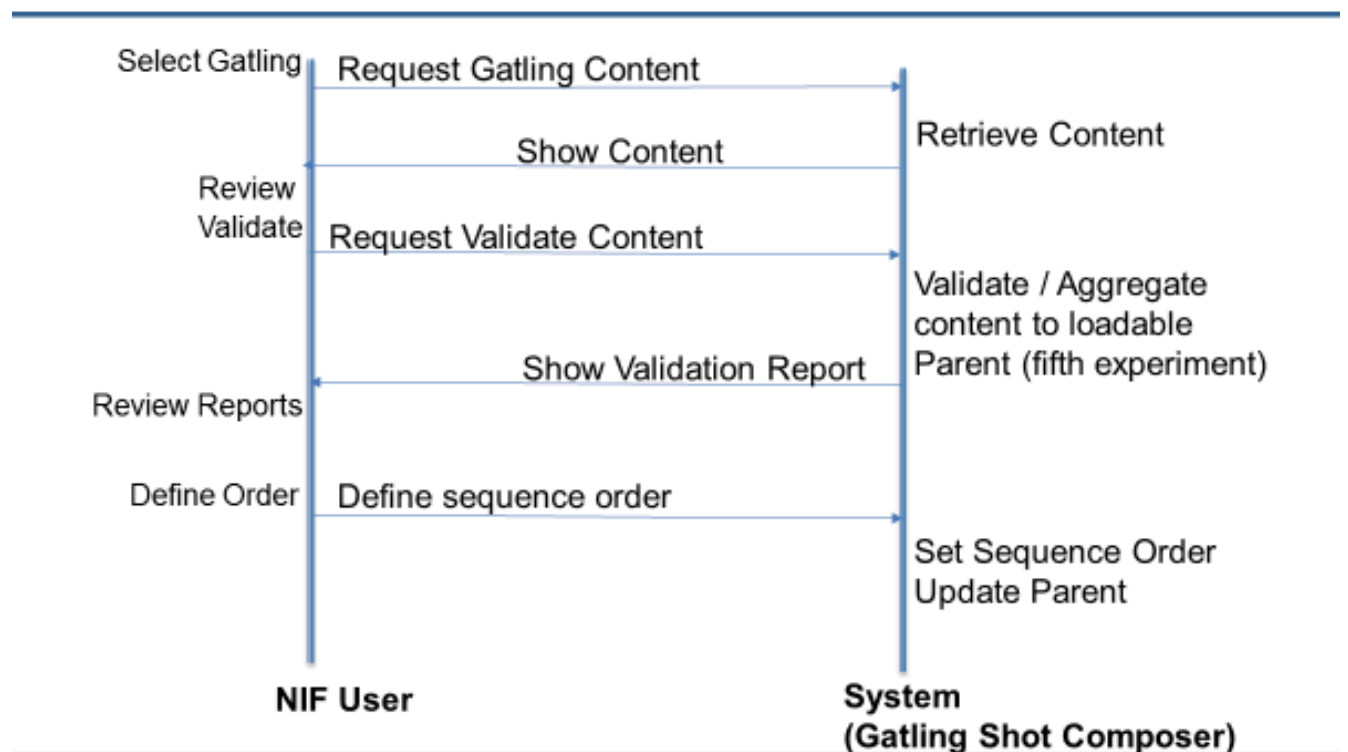 Select Gatling
Request Gatling Content
Retrieve Content
Show Content
Review
Validate
Request Validate Content
Validate / Aggregate
content to loadable
Parent (fifth experiment)
Show Validation Report
Review Reports
Define Order
Define sequence order
Set Sequence Order
Update Parent
NIF User
System
(Gatling Shot Composer)